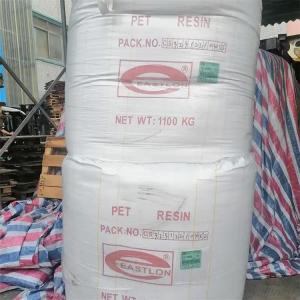 PET RESIN
PACK.NO.
EASTLON
NET WT: 1100 KG
PET RESIN
PACK.NO.
EASTLON